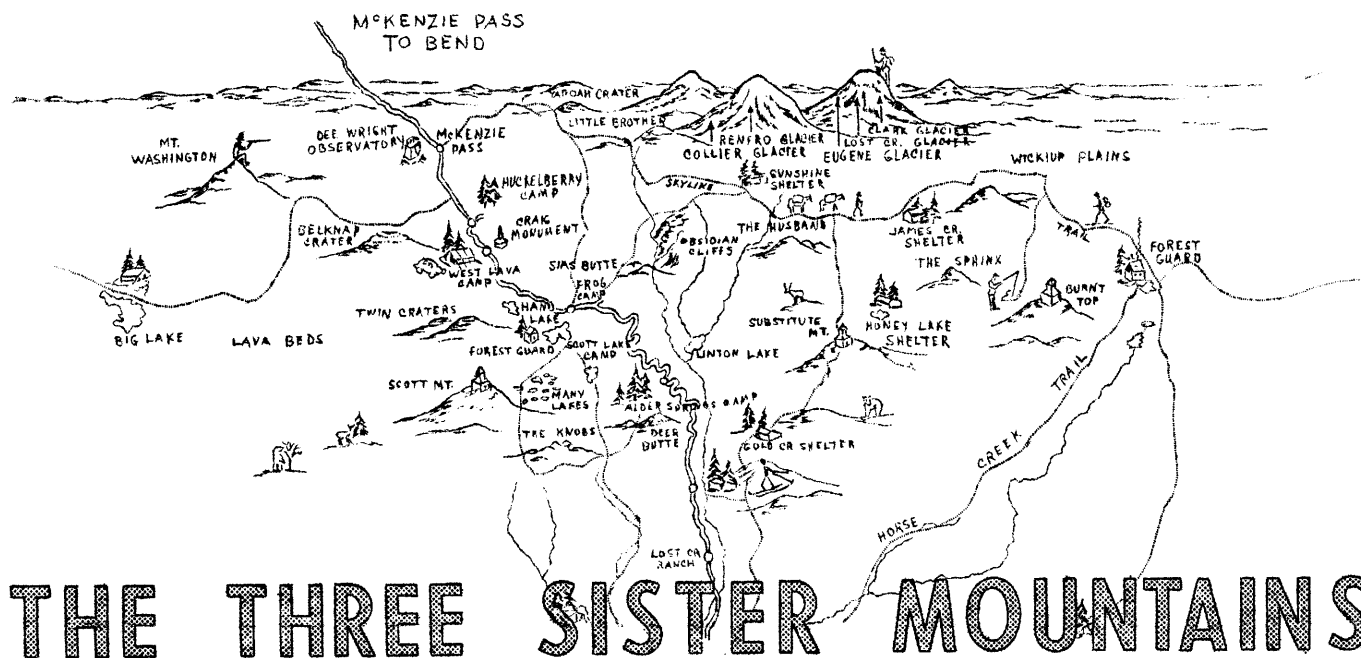 McKENZIE PASS
TO BEND
YAPOAH CRATER
LITTLE BROTHER
DEE WRIGHT
OBSERVATORY
McKENZIE
PASS
MT.
WASHINGTON
RENFRO GLACIER
COLLIER GLACIER
CLARK GLACIER
LOST CR. GLACIER
EUGENE GLACIER
WICKIUP PLAINS
HUCKELBERRY
CAMP
SKYLINE
SUNSHINE
SHELTER
BELKNAP
CRATER
CRAIG
MONUMENT
OBSIDIAN
CLIFFS
THE HUSBAND
JAMES CR.
SHELTER
TRAIL
FOREST
GUARD
WEST LAVA
CAMP
SIMS BUTTE
FROG
CAMP
THE SPHINX
BURNT
TOP
BIG LAKE
LAVA BEDS
TWIN CRATERS
HAND
LAKE
FOREST GUARD
SCOTT LAKE
CAMP
LINTON LAKE
SUBSTITUTE
MT.
HONEY LAKE
SHELTER
SCOTT MT.
MANY
LAKES
ALDER SPRINGS CAMP
THE KNOBS
DEER
BUTTE
GOLD CR SHELTER
HORSE CREEK TRAIL
LOST CR.
RANCH
THE THREE SISTER MOUNTAINS